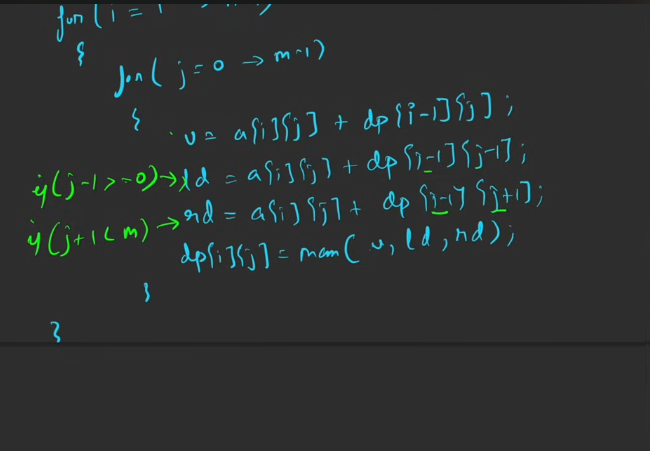 for(i = 1 → n-1)
{
for( j = 0 → m-1)
{
u = a[i][j] + dp[i-1][j];
if(j-1>=0)→ ld = a[i][j] + dp[i-1][j-1];
if(j+1<m) → rd = a[i][j] + dp[i-1][j+1];
dp[i][j] = max( u, ld, rd);
}
}